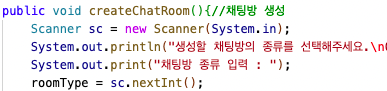 public void createChatRoom(){//채팅방 생성
Scanner sc = new Scanner(System.in);
System.out.println("생성할 채팅방의 종류를 선택해주세요.\n
System.out.print("채팅방 종류 입력 : ");
roomType = sc.nextInt();